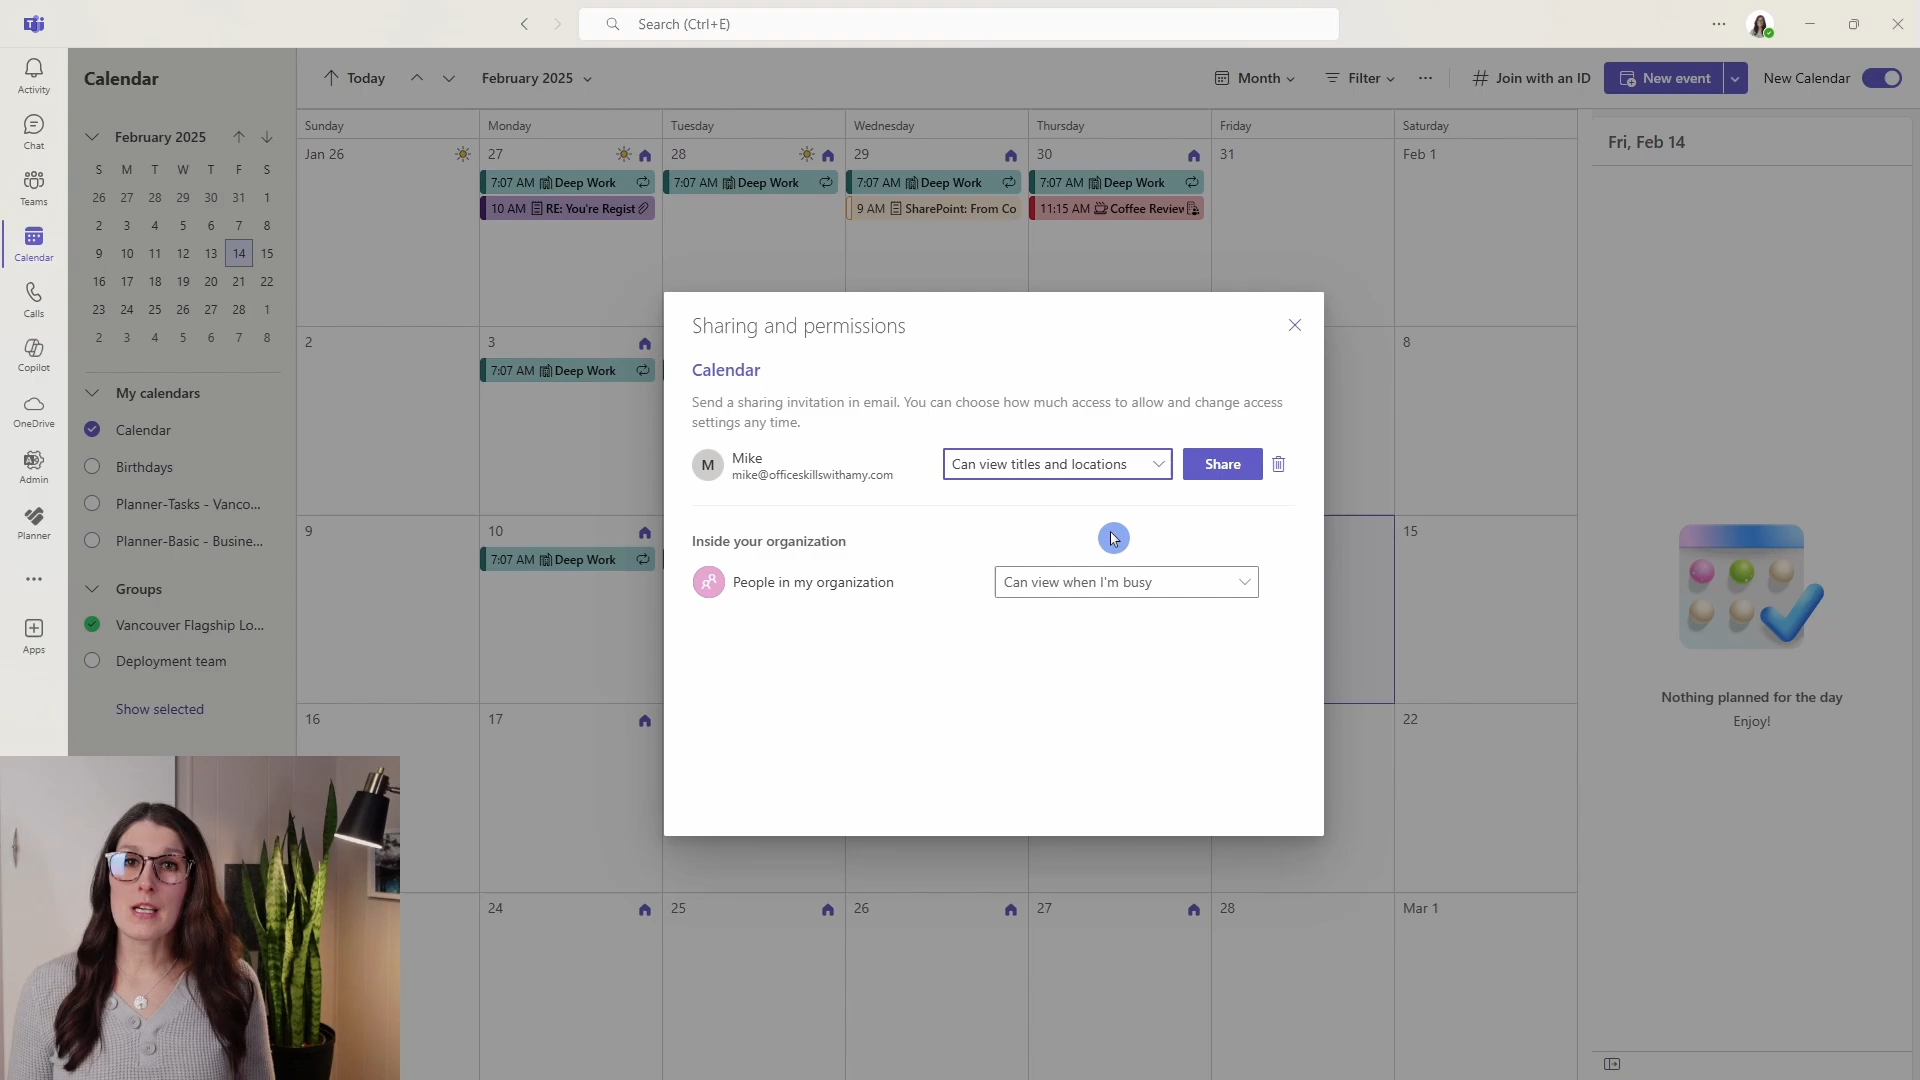 Search (Ctrl+E)
Activity
Chat
Teams
Calendar
Calls
Copilot
OneDrive
Admin
Planner
Apps
Calendar
February 2025
S M T W T F S
26 27 28 29 30 31 1
2 3 4 5 6 7 8
9 10 11 12 13 14 15
16 17 18 19 20 21 22
23 24 25 26 27 28 1
2 3 4 5 6 7 8
My calendars
Calendar
Birthdays
Planner-Tasks - Vanco...
Planner-Basic - Busine...
Groups
Vancouver Flagship Lo...
Deployment team
Show selected
Today
February 2025
Month
Filter
Join with an ID
New event
New Calendar
Sunday Monday Tuesday Wednesday Thursday Friday Saturday
Jan 26 27 28 29 30 31 Feb 1
7:07 AM Deep Work
7:07 AM Deep Work
7:07 AM Deep Work
7:07 AM Deep Work
10 AM RE: You're Regist
9 AM SharePoint: From Co
11:15 AM Coffee Review
2 3 8
7:07 AM Deep Work
9 10 15
7:07 AM Deep Work
16 17 22
24 25 26 27 28 Mar 1
Sharing and permissions
Calendar
Send a sharing invitation in email. You can choose how much access to allow and change access
settings any time.
M
Mike
mike@officeskillswithamy.com
Can view titles and locations
Share
Inside your organization
People in my organization
Can view when I'm busy
Fri, Feb 14
Nothing planned for the day
Enjoy!